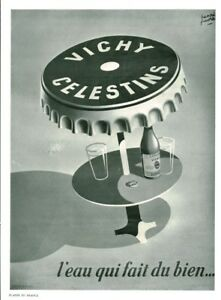 VICHY
CELESTINS
l'eau qui fait du bien...